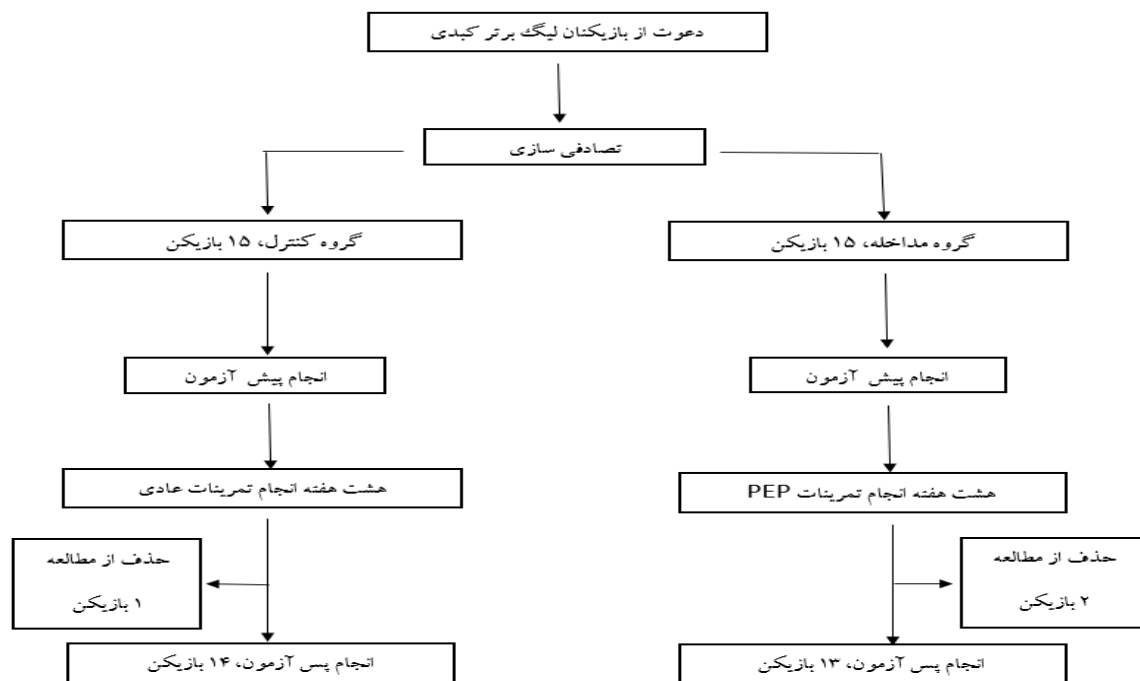 دعوت از بازیکنان لیگ برتر کبدی
تصادفی سازی
گروه مداخله، ۱۵ بازیکن
گروه کنترل، ۱۵ بازیکن
انجام پیش آزمون
انجام پیش آزمون
هشت هفته انجام تمرینات PEP
هشت هفته انجام تمرینات عادی
حذف از مطالعه
۲ بازیکن
حذف از مطالعه
۱ بازیکن
انجام پس آزمون، ۱۳ بازیکن
انجام پس آزمون، ۱۴ بازیکن